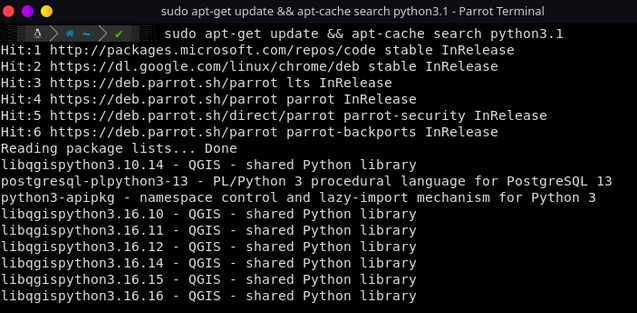 sudo apt-get update && apt-cache search python3.1 - Parrot Terminal
~ ✔ sudo apt-get update && apt-cache search python3.1
Hit:1 http://packages.microsoft.com/repos/code stable InRelease
Hit:2 https://dl.google.com/linux/chrome/deb stable InRelease
Hit:3 https://deb.parrot.sh/parrot lts InRelease
Hit:4 https://deb.parrot.sh/parrot parrot InRelease
Hit:5 https://deb.parrot.sh/direct/parrot parrot-security InRelease
Hit:6 https://deb.parrot.sh/parrot parrot-backports InRelease
Reading package lists... Done
libqgispython3.10.14 - QGIS - shared Python library
postgresql-plpython3-13 - PL/Python 3 procedural language for PostgreSQL 13
python3-apipkg - namespace control and lazy-import mechanism for Python 3
libqgispython3.16.10 - QGIS - shared Python library
libqgispython3.16.11 - QGIS - shared Python library
libqgispython3.16.12 - QGIS - shared Python library
libqgispython3.16.14 - QGIS - shared Python library
libqgispython3.16.15 - QGIS - shared Python library
libqgispython3.16.16 - QGIS - shared Python library